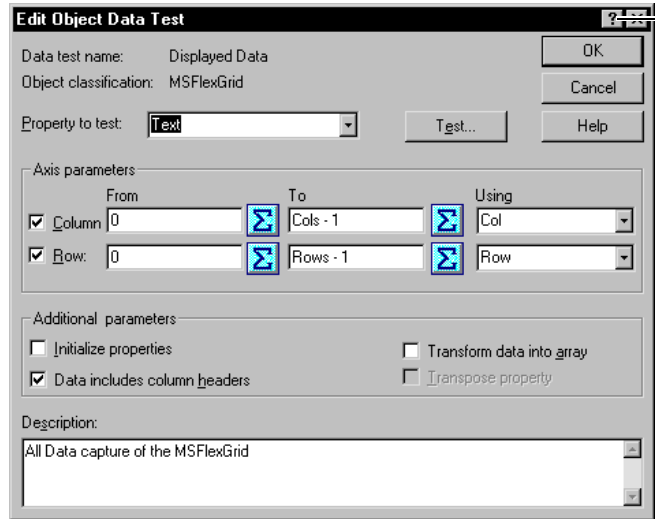 Edit Object Data Test
Data test name: Displayed Data
OK
Object classification: MSFlexGrid
Cancel
Property to test: Text
Test...
Help
Axis parameters
From To Using
Column 0 Σ Cols - 1 Σ Col
Row: 0 Σ Rows - 1 Σ Row
Additional parameters
Initialize properties
Transform data into array
Data includes column headers
Transpose property
Description:
All Data capture of the MSFlexGrid